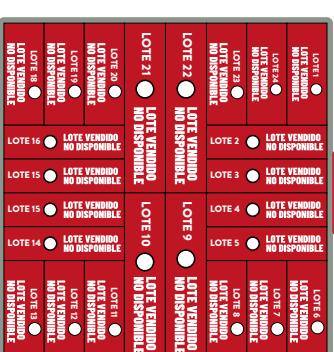 LOTE 18
LOTE VENDIDO
NO DISPONIBLE
LOTE 19
LOTE VENDIDO
NO DISPONIBLE
LOTE 20
LOTE VENDIDO
NO DISPONIBLE
LOTE 21
LOTE VENDIDO
NO DISPONIBLE
LOTE 22
LOTE VENDIDO
NO DISPONIBLE
LOTE 23
LOTE VENDIDO
NO DISPONIBLE
LOTE 24
LOTE VENDIDO
NO DISPONIBLE
LOTE 1
LOTE VENDIDO
NO DISPONIBLE
LOTE 16
LOTE VENDIDO
NO DISPONIBLE
LOTE 2
LOTE VENDIDO
NO DISPONIBLE
LOTE 15
LOTE VENDIDO
NO DISPONIBLE
LOTE 3
LOTE VENDIDO
NO DISPONIBLE
LOTE 15
LOTE VENDIDO
NO DISPONIBLE
LOTE 4
LOTE VENDIDO
NO DISPONIBLE
LOTE 14
LOTE VENDIDO
NO DISPONIBLE
LOTE 5
LOTE VENDIDO
NO DISPONIBLE
LOTE 13
LOTE VENDIDO
NO DISPONIBLE
LOTE 12
LOTE VENDIDO
NO DISPONIBLE
LOTE 11
LOTE VENDIDO
NO DISPONIBLE
LOTE 10
LOTE VENDIDO
NO DISPONIBLE
LOTE 9
LOTE VENDIDO
NO DISPONIBLE
LOTE 8
LOTE VENDIDO
NO DISPONIBLE
LOTE 7
LOTE VENDIDO
NO DISPONIBLE
LOTE 6
LOTE VENDIDO
NO DISPONIBLE